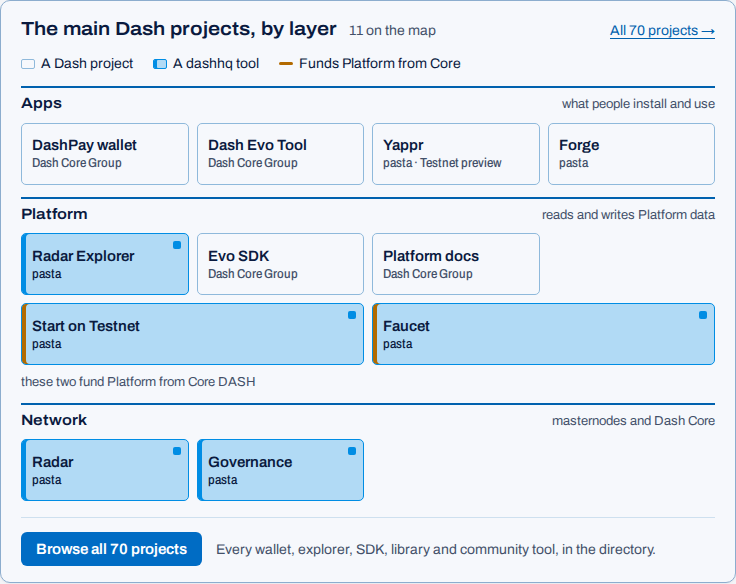 The main Dash projects, by layer 11 on the map All 70 projects →
A Dash project A dashhq tool Funds Platform from Core
Apps what people install and use
DashPay wallet
Dash Core Group
Dash Evo Tool
Dash Core Group
Yappr
pasta · Testnet preview
Forge
pasta
Platform reads and writes Platform data
Radar Explorer
pasta
Evo SDK
Dash Core Group
Platform docs
Dash Core Group
Start on Testnet
pasta
Faucet
pasta
these two fund Platform from Core DASH
Network masternodes and Dash Core
Radar
pasta
Governance
pasta
Browse all 70 projects Every wallet, explorer, SDK, library and community tool, in the directory.